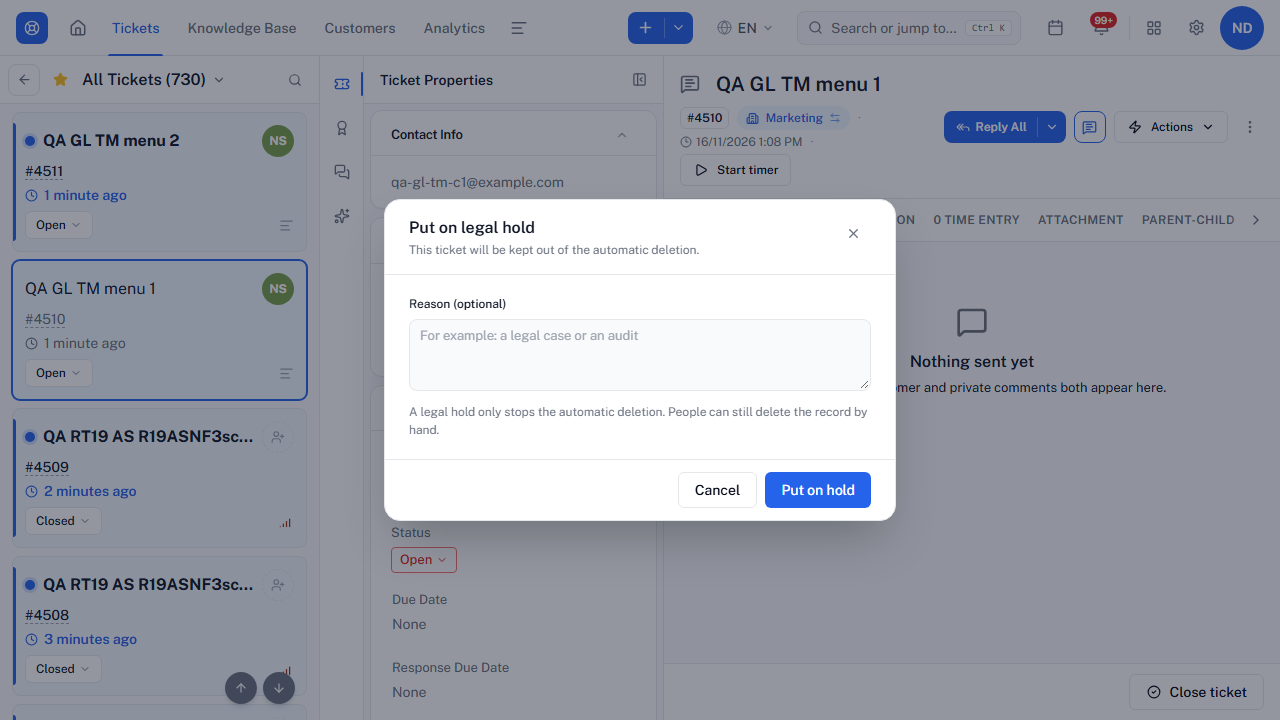 Tickets
Knowledge Base
Customers
Analytics
EN
Search or jump to...
Ctrl K
99+
ND
All Tickets (730)
QA GL TM menu 2
NS
#4511
1 minute ago
Open
QA GL TM menu 1
NS
#4510
1 minute ago
Open
QA RT19 AS R19ASNF3sc...
#4509
2 minutes ago
Closed
QA RT19 AS R19ASNF3sc...
#4508
3 minutes ago
Closed
Ticket Properties
Contact Info
qa-gl-tm-c1@example.com
Status
Open
Due Date
None
Response Due Date
None
QA GL TM menu 1
#4510
Marketing
16/11/2026 1:08 PM
Start timer
Reply All
Actions
ON
0 TIME ENTRY
ATTACHMENT
PARENT-CHILD
Nothing sent yet
mer and private comments both appear here.
Close ticket
Put on legal hold
This ticket will be kept out of the automatic deletion.
Reason (optional)
For example: a legal case or an audit
A legal hold only stops the automatic deletion. People can still delete the record by
hand.
Cancel
Put on hold